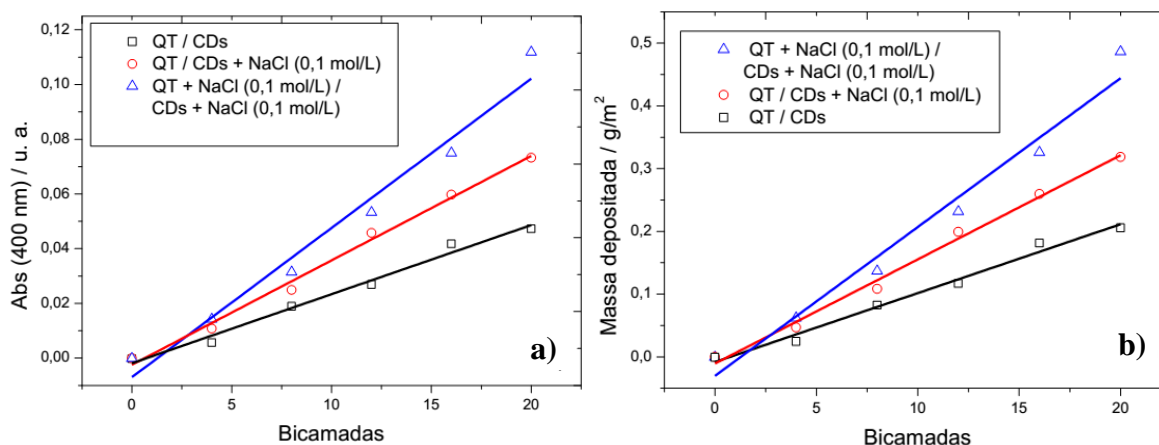 QT / CDs
QT / CDs + NaCl (0,1 mol/L)
QT + NaCl (0,1 mol/L) /
CDs + NaCl (0,1 mol/L)
Abs (400 nm) / u. a.
0,12
0,10
0,08
0,06
0,04
0,02
0,00
0
5
10
15
20
Bicamadas
a)
QT + NaCl (0,1 mol/L) /
CDs + NaCl (0,1 mol/L)
QT / CDs + NaCl (0,1 mol/L)
QT / CDs
Massa depositada / g/m²
0,5
0,4
0,3
0,2
0,1
0,0
0
5
10
15
20
Bicamadas
b)